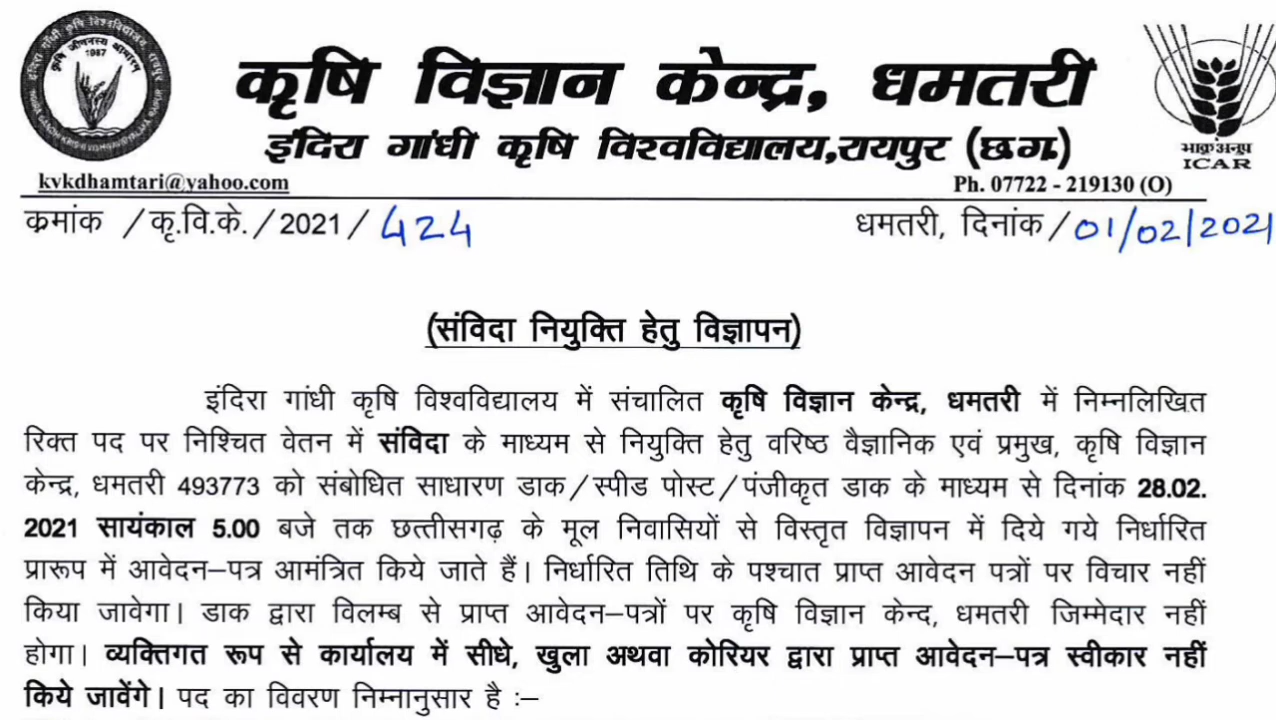 कृषि विज्ञान केन्द्र, धमतरी
इंदिरा गांधी कृषि विश्वविद्यालय,रायपुर (छ.ग.)
1987
भाकृअनुप
ICAR
kvkdhamtari@yahoo.com
Ph. 07722 - 219130 (O)
क्रमांक /कृ.वि.के./2021/ 424
धमतरी, दिनांक/01/02/2021
(संविदा नियुक्ति हेतु विज्ञापन)
इंदिरा गांधी कृषि विश्वविद्यालय में संचालित कृषि विज्ञान केन्द्र, धमतरी में निम्नलिखित
रिक्त पद पर निश्चित वेतन में संविदा के माध्यम से नियुक्ति हेतु वरिष्ठ वैज्ञानिक एवं प्रमुख, कृषि विज्ञान
केन्द्र, धमतरी 493773 को संबोधित साधारण डाक/स्पीड पोस्ट/पंजीकृत डाक के माध्यम से दिनांक 28.02.
2021 सायंकाल 5.00 बजे तक छत्तीसगढ़ के मूल निवासियों से विस्तृत विज्ञापन में दिये गये निर्धारित
प्रारूप में आवेदन–पत्र आमंत्रित किये जाते हैं। निर्धारित तिथि के पश्चात प्राप्त आवेदन पत्रों पर विचार नहीं
किया जावेगा। डाक द्वारा विलम्ब से प्राप्त आवेदन–पत्रों पर कृषि विज्ञान केन्द, धमतरी जिम्मेदार नहीं
होगा। व्यक्तिगत रूप से कार्यालय में सीधे, खुला अथवा कोरियर द्वारा प्राप्त आवेदन–पत्र स्वीकार नहीं
किये जावेंगे। पद का विवरण निम्नानुसार है :–